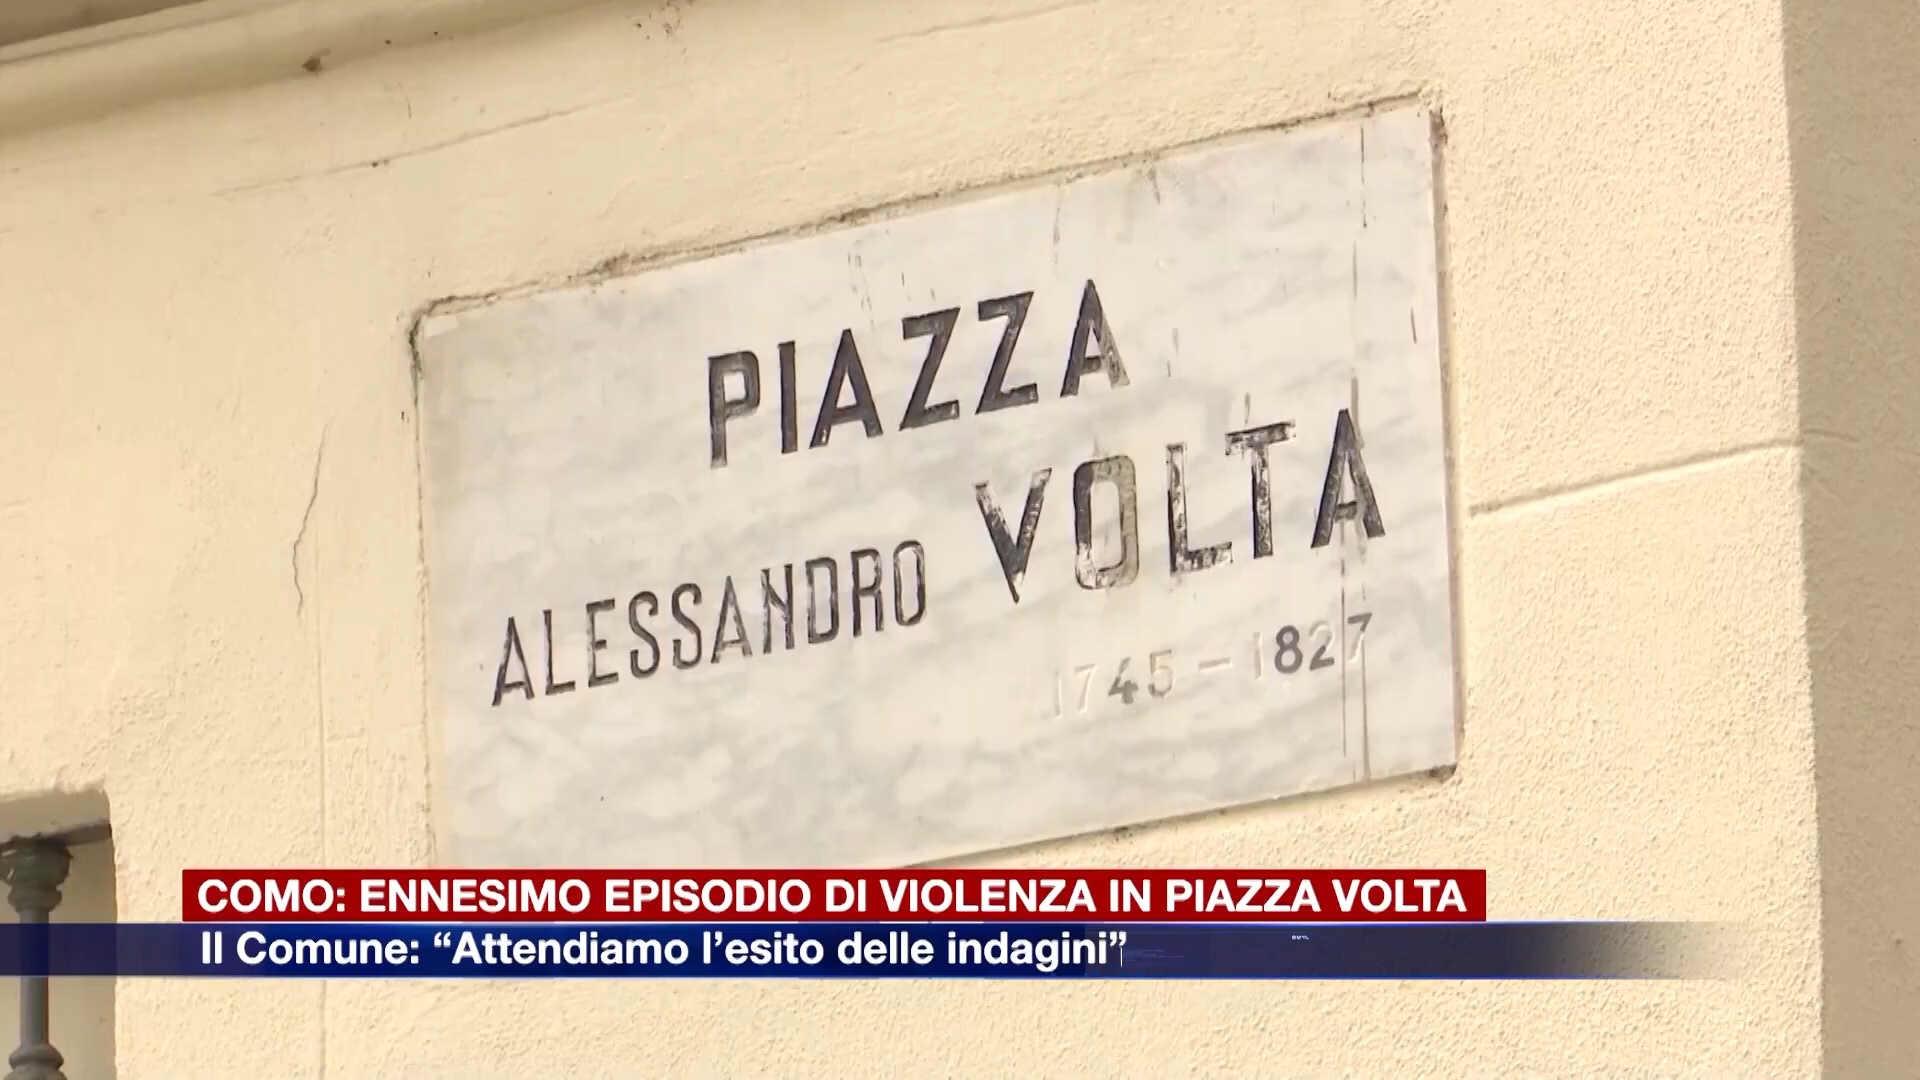 PIAZZA
ALESSANDRO VOLTA
1745 - 1827
COMO: ENNESIMO EPISODIO DI VIOLENZA IN PIAZZA VOLTA
Il Comune: “Attendiamo l’esito delle indagini”